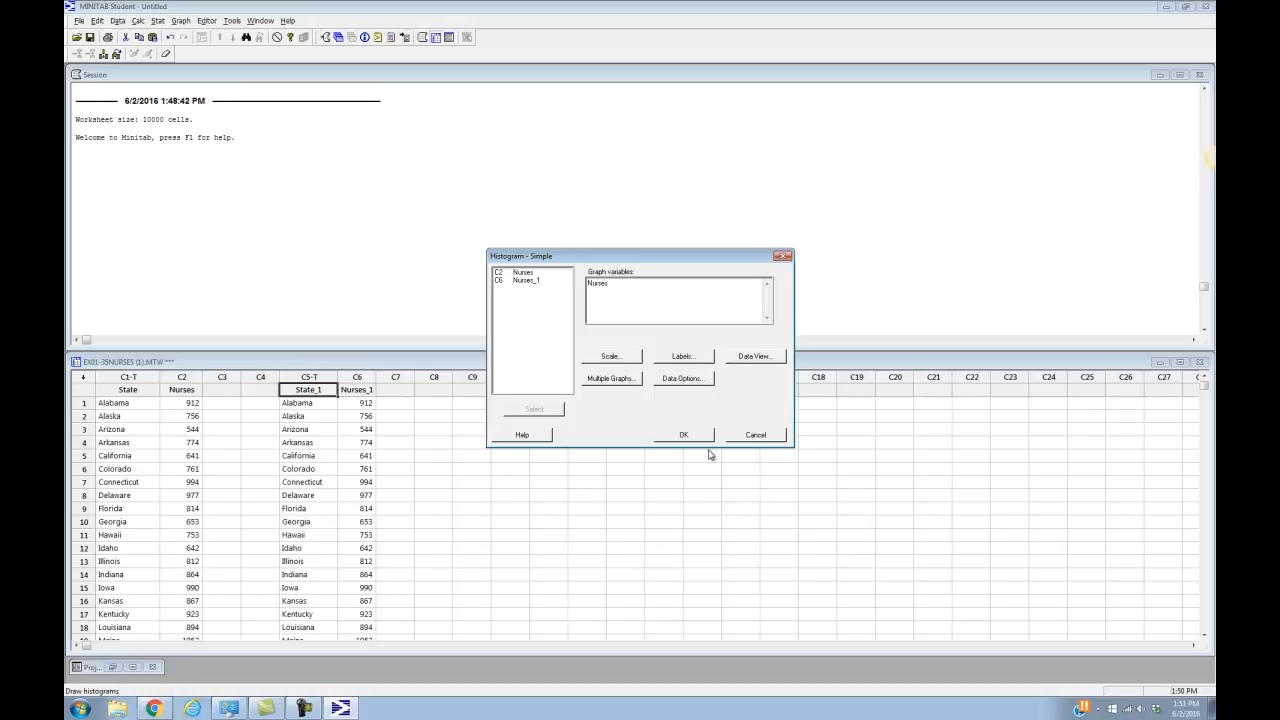 MINITAB Student - Untitled
File Edit Data Calc Stat Graph Editor Tools Window Help
Session
6/2/2016 1:48:42 PM
Worksheet size: 10000 cells.
Welcome to Minitab, press F1 for help.
Histogram - Simple
C2 Nurses
C6 Nurses_1
Graph variables:
Nurses
Scale... Labels... Data View...
Multiple Graphs... Data Options...
Select
Help OK Cancel
EX01-35NURSES (1).MTW ***
C1-T C2 C3 C4 C5-T C6 C7 C8 C9 C18 C19 C20 C21 C22 C23 C24 C25 C26 C27
State Nurses State_1 Nurses_1
1 Alabama 912 Alabama 912
2 Alaska 756 Alaska 756
3 Arizona 544 Arizona 544
4 Arkansas 774 Arkansas 774
5 California 641 California 641
6 Colorado 761 Colorado 761
7 Connecticut 994 Connecticut 994
8 Delaware 977 Delaware 977
9 Florida 814 Florida 814
10 Georgia 653 Georgia 653
11 Hawaii 753 Hawaii 753
12 Idaho 642 Idaho 642
13 Illinois 812 Illinois 812
14 Indiana 864 Indiana 864
15 Iowa 990 Iowa 990
16 Kansas 867 Kansas 867
17 Kentucky 923 Kentucky 923
18 Louisiana 894 Louisiana 894
Proj...
Draw histograms 1:50 PM
1:51 PM
6/2/2016